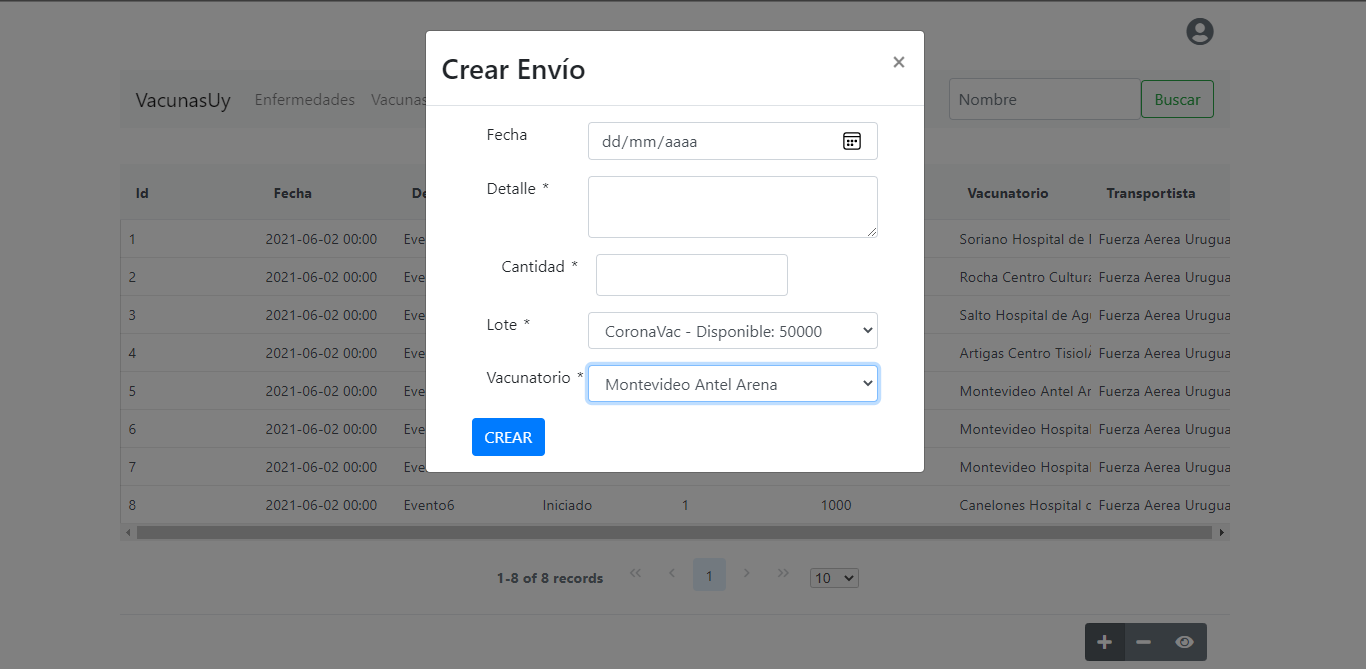 Crear Envío ×
VacunasUy Enfermedades Vacunas Nombre Buscar
Fecha dd/mm/aaaa
Detalle *
Cantidad *
Lote * CoronaVac - Disponible: 50000
Vacunatorio * Montevideo Antel Arena
CREAR
Id Fecha Vacunatorio Transportista
1 2021-06-02 00:00 Eve Soriano Hospital de Fuerza Aerea Urugua
2 2021-06-02 00:00 Eve Rocha Centro Cultura Fuerza Aerea Urugua
3 2021-06-02 00:00 Eve Salto Hospital de Fuerza Aerea Urugua
4 2021-06-02 00:00 Eve Artigas Centro Fuerza Aerea Urugua
5 2021-06-02 00:00 Eve Montevideo Antel Ar Fuerza Aerea Urugua
6 2021-06-02 00:00 Eve Montevideo Hospital Fuerza Aerea Urugua
7 2021-06-02 00:00 Eve Montevideo Hospital Fuerza Aerea Urugua
8 2021-06-02 00:00 Evento6 Iniciado 1 1000 Canelones Hospital Fuerza Aerea Urugua
1-8 of 8 records 1 10